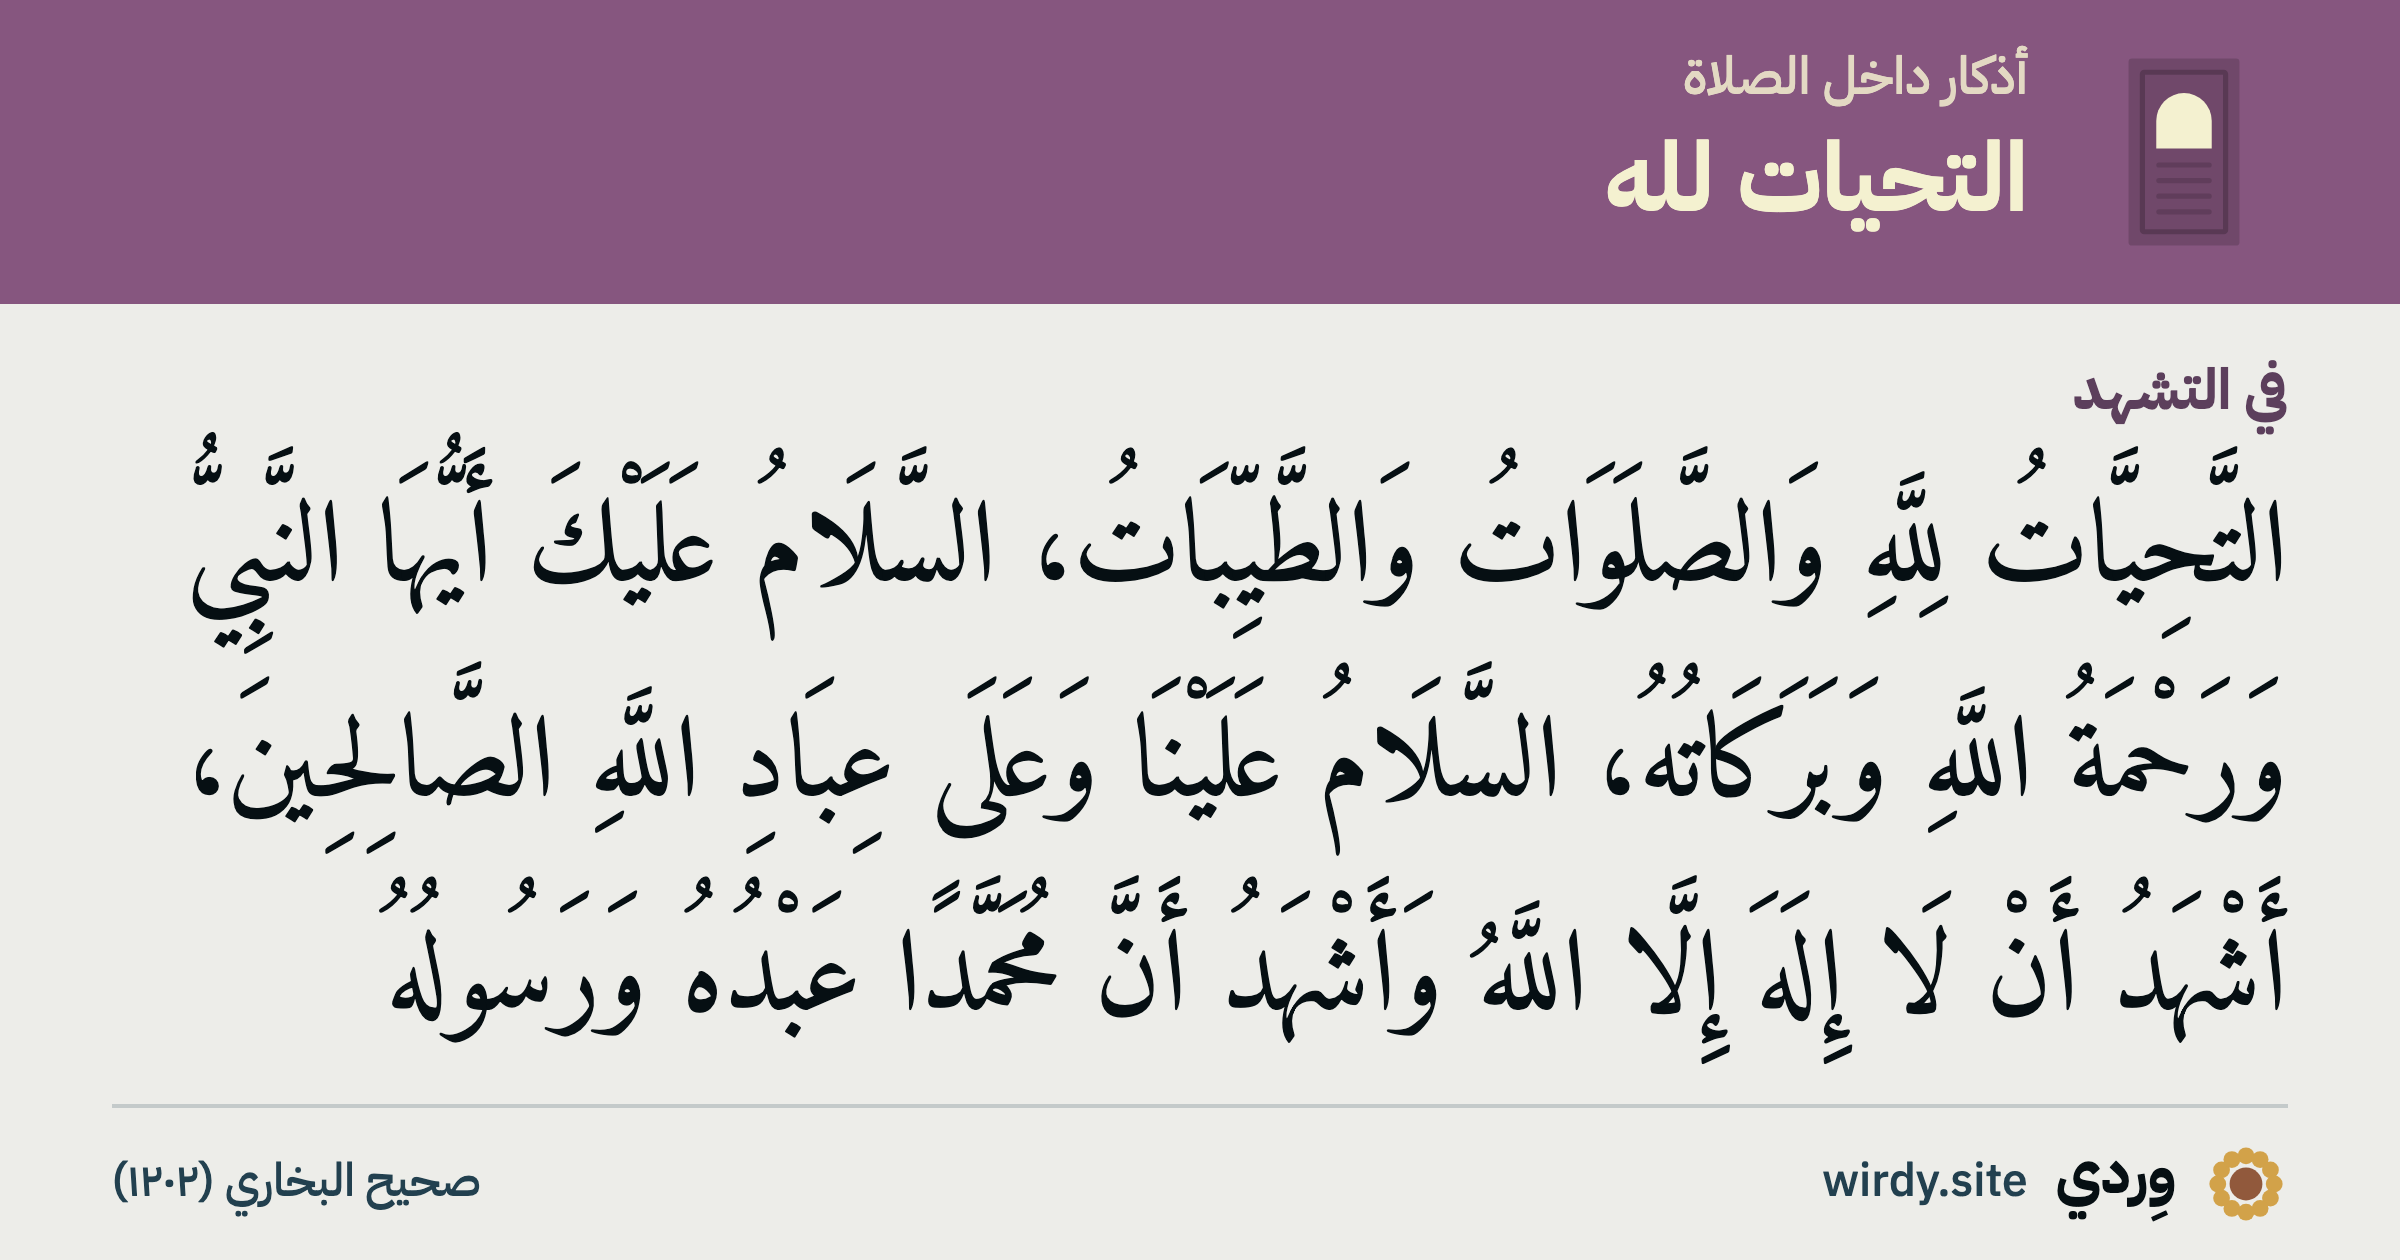 أذكار داخل الصلاة
التحيات لله
في التشهد
التَّحِيَّاتُ لِلَّهِ وَالصَّلَوَاتُ وَالطَّيِّبَاتُ، السَّلَامُ عَلَيْكَ أَيُّهَا النَّبِيُّ
وَرَحْمَةُ اللَّهِ وَبَرَكَاتُهُ، السَّلَامُ عَلَيْنَا وَعَلَى عِبَادِ اللَّهِ الصَّالِحِينَ،
أَشْهَدُ أَنْ لَا إِلَهَ إِلَّا اللَّهُ وَأَشْهَدُ أَنَّ مُحَمَّدًا عَبْدُهُ وَرَسُولُهُ
وِردي wirdy.site
صحيح البخاري (١٢٠٢)